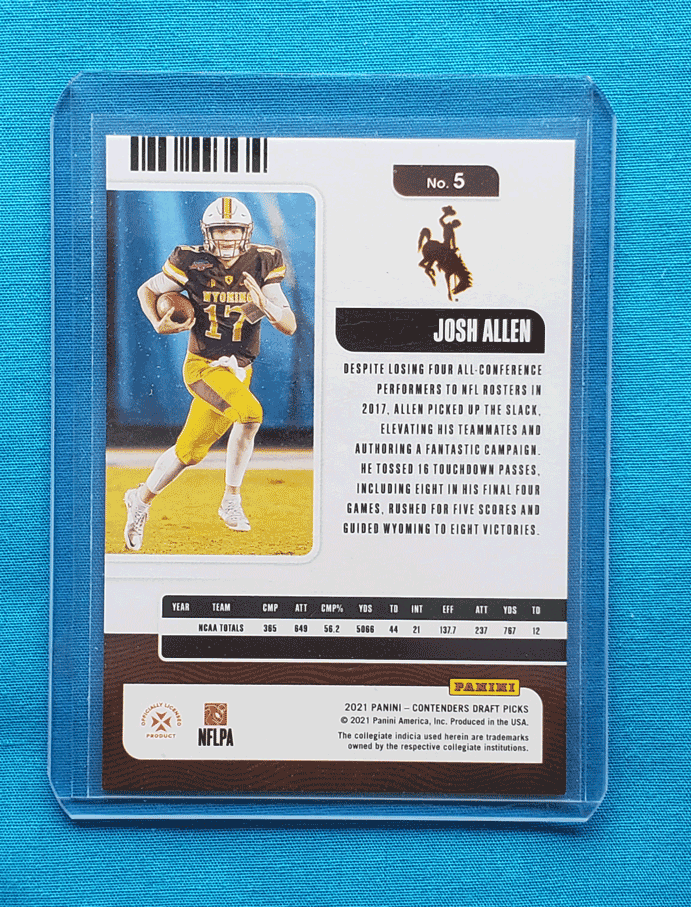 No. 5
WYOMING
17
JOSH ALLEN
DESPITE LOSING FOUR ALL-CONFERENCE
PERFORMERS TO NFL ROSTERS IN
2017, ALLEN PICKED UP THE SLACK,
ELEVATING HIS TEAMMATES AND
AUTHORING A FANTASTIC CAMPAIGN.
HE TOSSED 16 TOUCHDOWN PASSES,
INCLUDING EIGHT IN HIS FINAL FOUR
GAMES, RUSHED FOR FIVE SCORES AND
GUIDED WYOMING TO EIGHT VICTORIES.
YEAR TEAM CMP ATT CMP% YDS TD INT EFF ATT YDS TD
NCAA TOTALS 365 649 56.2 5066 44 21 137.7 237 767 12
PANINI
2021 PANINI – CONTENDERS DRAFT PICKS
© 2021 Panini America, Inc. Produced in the USA.
The collegiate indicia used herein are trademarks
owned by the respective collegiate institutions.
OFFICIALLY LICENSED
PRODUCT
NFLPA